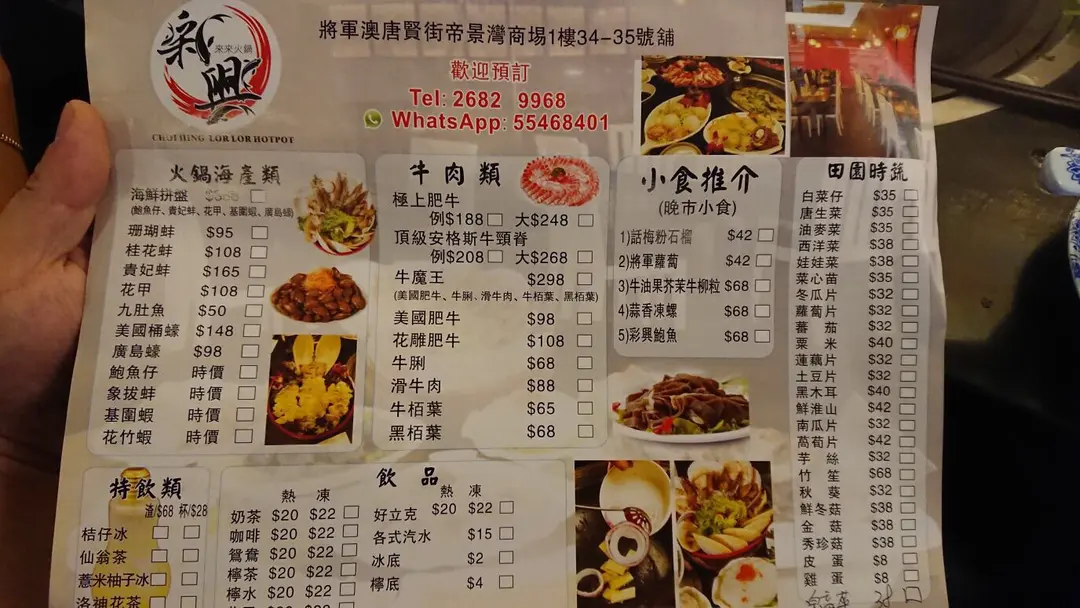 來來火鍋
將軍澳唐賢街帝景灣商場1樓34-35號舖
歡迎預訂
Tel: 2682 9968
WhatsApp: 55468401
LOR LOR HOTPOT
火鍋海產類
海鮮拼盤
(鮑魚仔、貴妃蚌、花甲、基圍蝦、廣島蠔)
珊瑚蚌 $95
桂花蚌 $108
貴妃蚌 $165
花甲 $108
九肚魚 $50
美國桶蠔 $148
廣島蠔 $98
鮑魚仔 時價
象拔蚌 時價
基圍蝦 時價
花竹蝦 時價
牛肉類
極上肥牛
例$188 大$248
頂級安格斯牛頸脊
例$208 大$268
牛魔王 $298
(美國肥牛、牛脷、滑牛肉、牛栢葉、黑栢葉)
美國肥牛 $98
花雕肥牛 $108
牛脷 $68
滑牛肉 $88
牛栢葉 $65
黑栢葉 $68
小食推介
(晚市小食)
1)話梅粉石榴 $42
2)將軍蘿蔔 $42
3)牛油果芥茉牛柳粒 $68
4)蒜香凍螺 $68
5)彩興鮑魚 $68
田園時蔬
白菜仔 $35
唐生菜 $35
油麥菜 $35
西洋菜 $38
娃娃菜 $38
菜心苗 $35
冬瓜片 $32
蘿蔔片 $32
蕃茄 $32
粟米 $40
蓮藕片 $32
土豆片 $32
黑木耳 $40
鮮淮山 $42
南瓜片 $32
萵荀片 $42
芋絲 $32
竹笙 $68
秋葵 $32
鮮冬菇 $38
金菇 $38
秀珍菇 $38
皮蛋 $8
雞蛋 $8
特飲類
渣/$68 杯/$28
桔仔冰
仙翁茶
薏米柚子冰
洛神花茶
飲品
熱 凍
奶茶 $20 $22
咖啡 $20 $22
鴛鴦 $20 $22
檸茶 $20 $22
檸水 $20 $22
熱 凍
好立克 $20 $22
各式汽水 $15
冰底 $2
檸底 $4